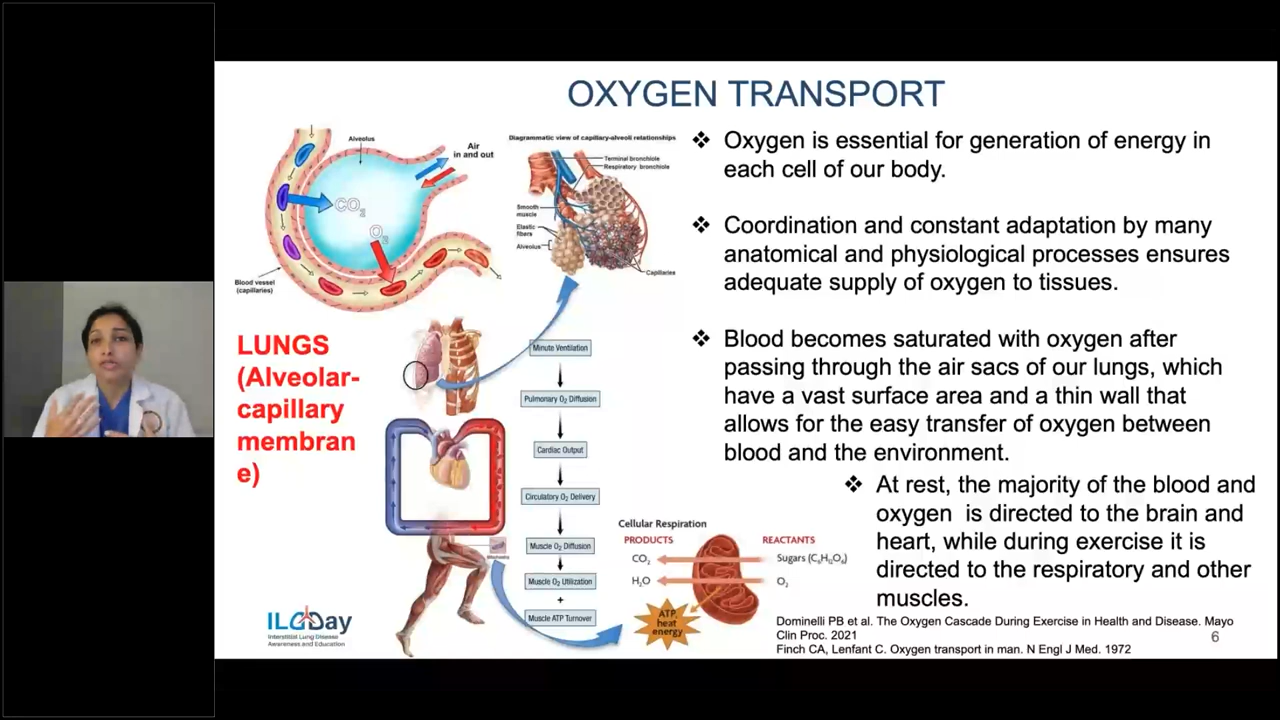 OXYGEN TRANSPORT
Alveolus
Air
in and out
CO2
O2
Blood vessel
(capillaries)
Diagrammatic view of capillary-alveoli relationships
Terminal bronchiole
Respiratory bronchiole
Smooth
muscle
Elastic
fibers
Alveolus
Capillaries
LUNGS
(Alveolar-
capillary
membran
e)
Minute Ventilation
Pulmonary O2 Diffusion
Cardiac Output
Circulatory O2 Delivery
Muscle O2 Diffusion
Muscle O2 Utilization
+
Muscle ATP Turnover
Cellular Respiration
PRODUCTS
REACTANTS
CO2
Sugars (C6H12O6)
H2O
O2
ATP,
heat
energy
❖ Oxygen is essential for generation of energy in
each cell of our body.
❖ Coordination and constant adaptation by many
anatomical and physiological processes ensures
adequate supply of oxygen to tissues.
❖ Blood becomes saturated with oxygen after
passing through the air sacs of our lungs, which
have a vast surface area and a thin wall that
allows for the easy transfer of oxygen between
blood and the environment.
❖ At rest, the majority of the blood and
oxygen is directed to the brain and
heart, while during exercise it is
directed to the respiratory and other
muscles.
ILDDay
Interstitial Lung Disease
Awareness and Education
Dominelli PB et al. The Oxygen Cascade During Exercise in Health and Disease. Mayo
Clin Proc. 2021
Finch CA, Lenfant C. Oxygen transport in man. N Engl J Med. 1972
6